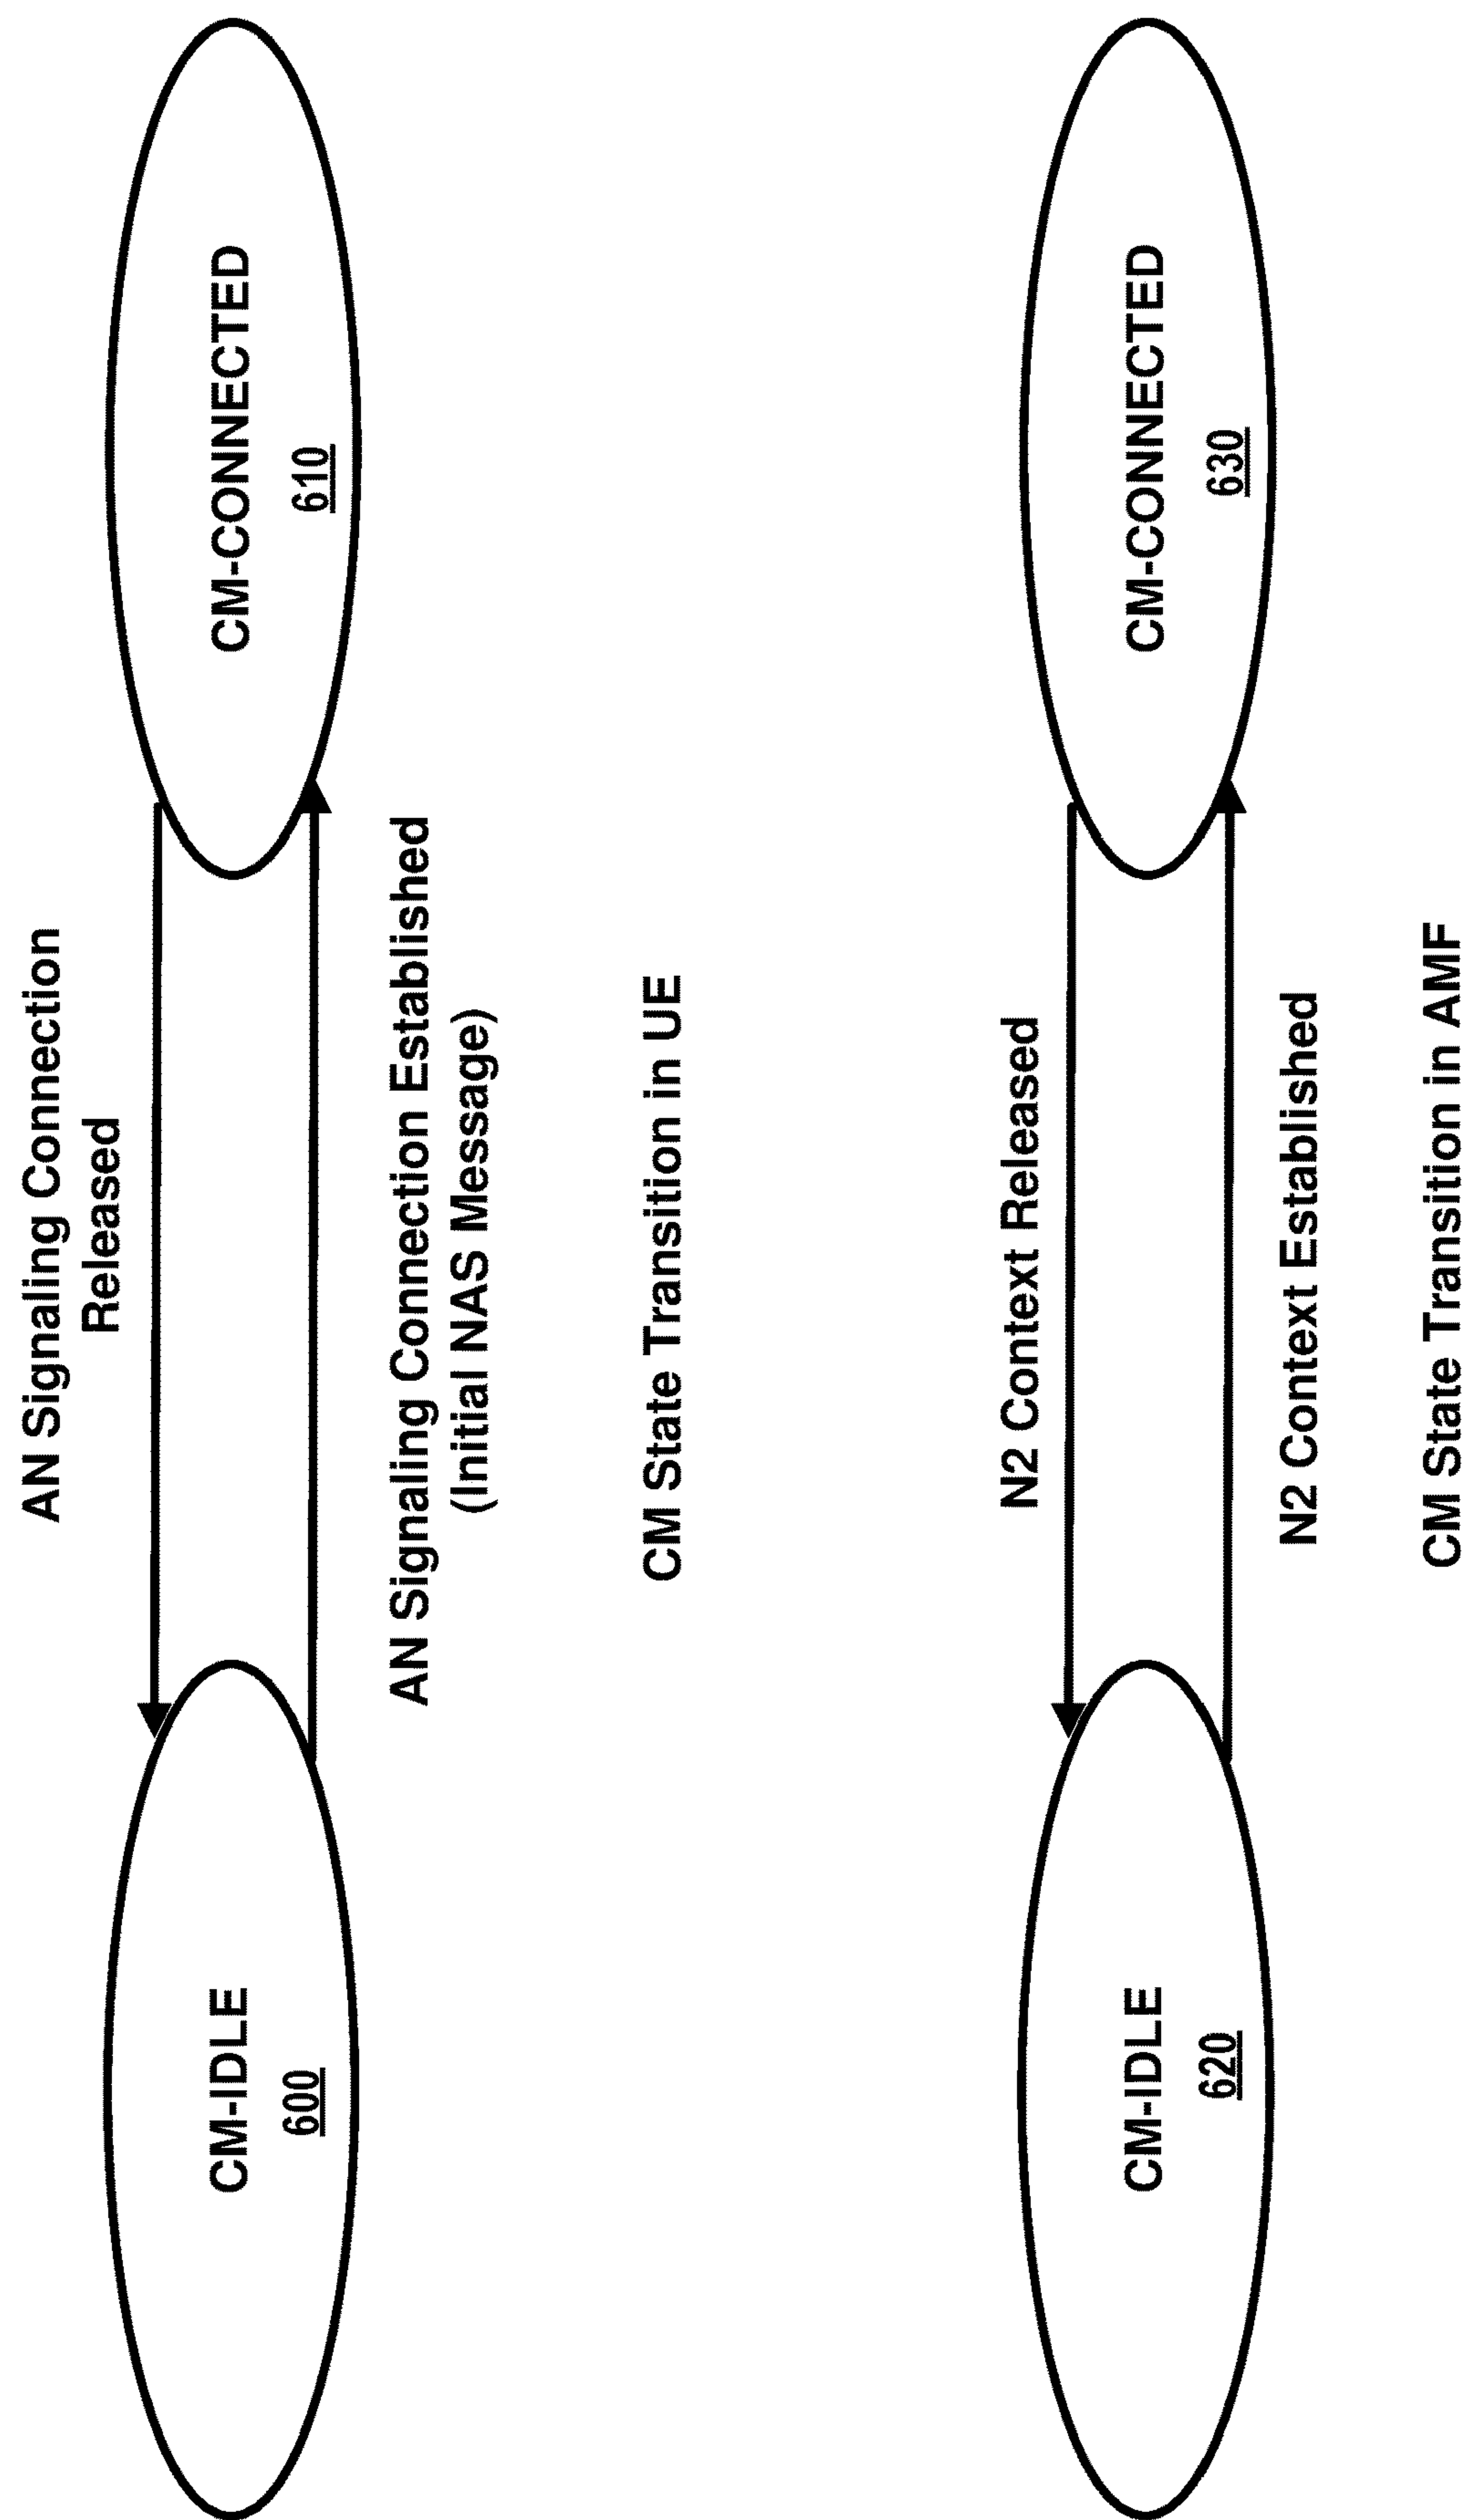 AN Signaling Connection
Released
CM-IDLE
600
CM-CONNECTED
610
AN Signaling Connection Established
(Initial NAS Message)
CM State Transition in UE
N2 Context Released
CM-IDLE
620
CM-CONNECTED
630
N2 Context Established
CM State Transition in AMF